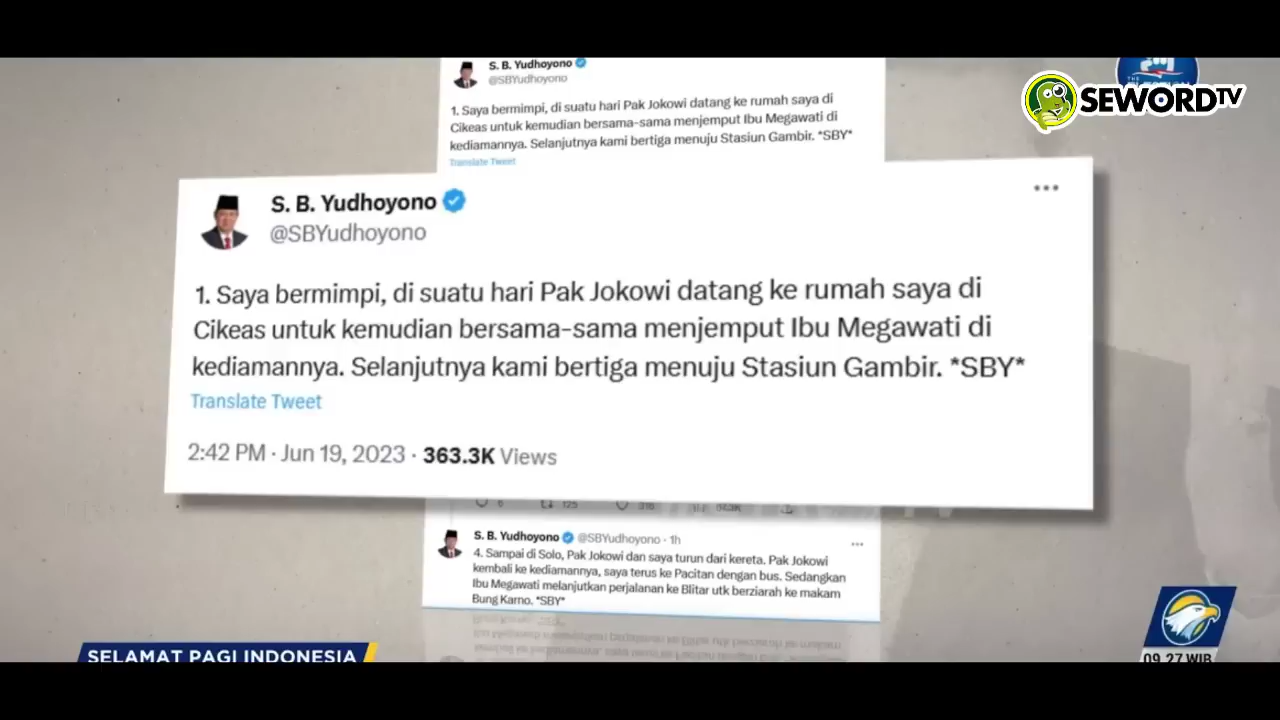 S. B. Yudhoyono
@SBYudhoyono
1. Saya bermimpi, di suatu hari Pak Jokowi datang ke rumah saya di
Cikeas untuk kemudian bersama-sama menjemput Ibu Megawati di
kediamannya. Selanjutnya kami bertiga menuju Stasiun Gambir. *SBY*
Translate Tweet
SEWORDTV
S. B. Yudhoyono
@SBYudhoyono
1. Saya bermimpi, di suatu hari Pak Jokowi datang ke rumah saya di
Cikeas untuk kemudian bersama-sama menjemput Ibu Megawati di
kediamannya. Selanjutnya kami bertiga menuju Stasiun Gambir. *SBY*
Translate Tweet
2:42 PM · Jun 19, 2023 · 363.3K Views
125
S. B. Yudhoyono @SBYudhoyono · 1h
4. Sampai di Solo, Pak Jokowi dan saya turun dari kereta. Pak Jokowi
kembali ke kediamannya, saya terus ke Pacitan dengan bus. Sedangkan
Ibu Megawati melanjutkan perjalanan ke Blitar utk berziarah ke makam
Bung Karno. *SBY*
SELAMAT PAGI INDONESIA
09.27 WIB